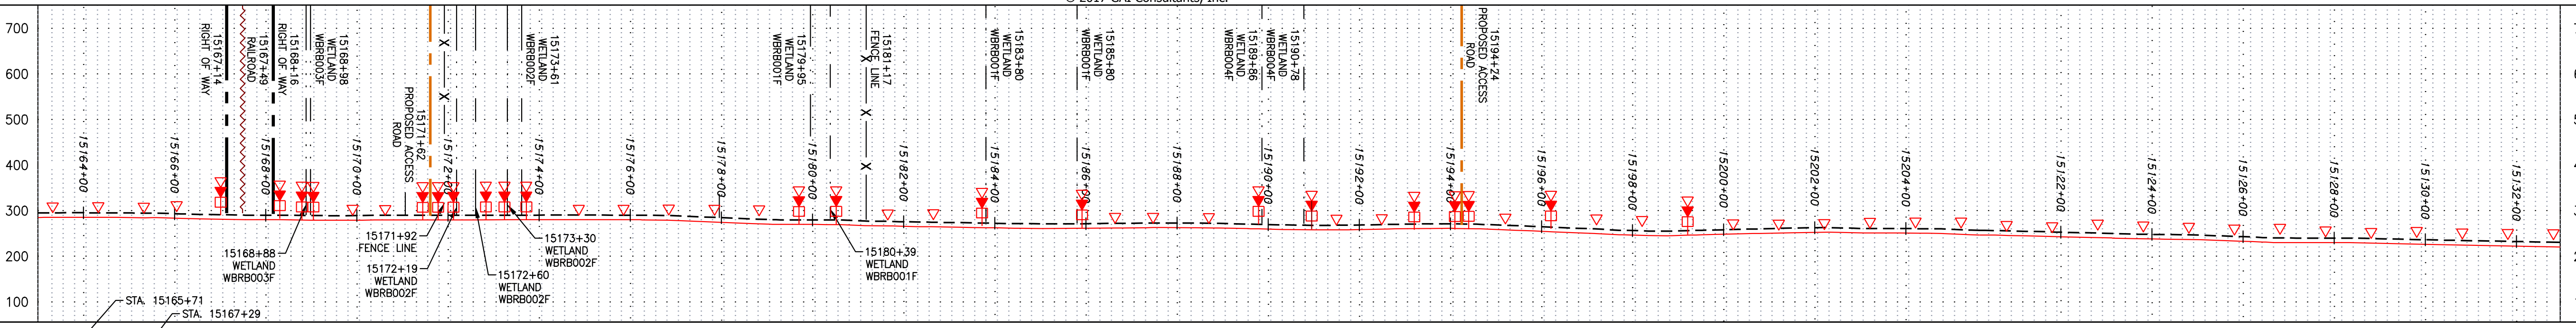 © 2017 GAI Consultants, Inc.
700
600
500
400
300
200
100
15167+14
RIGHT OF WAY
15167+49
RAILROAD
15168+16
RIGHT OF WAY
15168+98
WETLAND
WBRB003F
15171+62
PROPOSED ACCESS
ROAD
15173+61
WETLAND
WBRB002F
15179+95
WETLAND
WBRB001F
15181+17
FENCE LINE
15183+80
WETLAND
WBRB001F
15185+80
WETLAND
WBRB001F
15189+86
WETLAND
WBRB004F
15190+78
WETLAND
WBRB004F
15194+24
PROPOSED ACCESS
ROAD
15164+00
15166+00
15168+00
15170+00
15172+00
15174+00
15176+00
15178+00
15180+00
15182+00
15184+00
15186+00
15188+00
15190+00
15192+00
15194+00
15196+00
15198+00
15200+00
15202+00
15204+00
15122+00
15124+00
15126+00
15128+00
15130+00
15132+00
15168+88
WETLAND
WBRB003F
15171+92
FENCE LINE
15172+19
WETLAND
WBRB002F
15172+60
WETLAND
WBRB002F
15173+30
WETLAND
WBRB002F
15180+39
WETLAND
WBRB001F
STA. 15165+71
STA. 15167+29